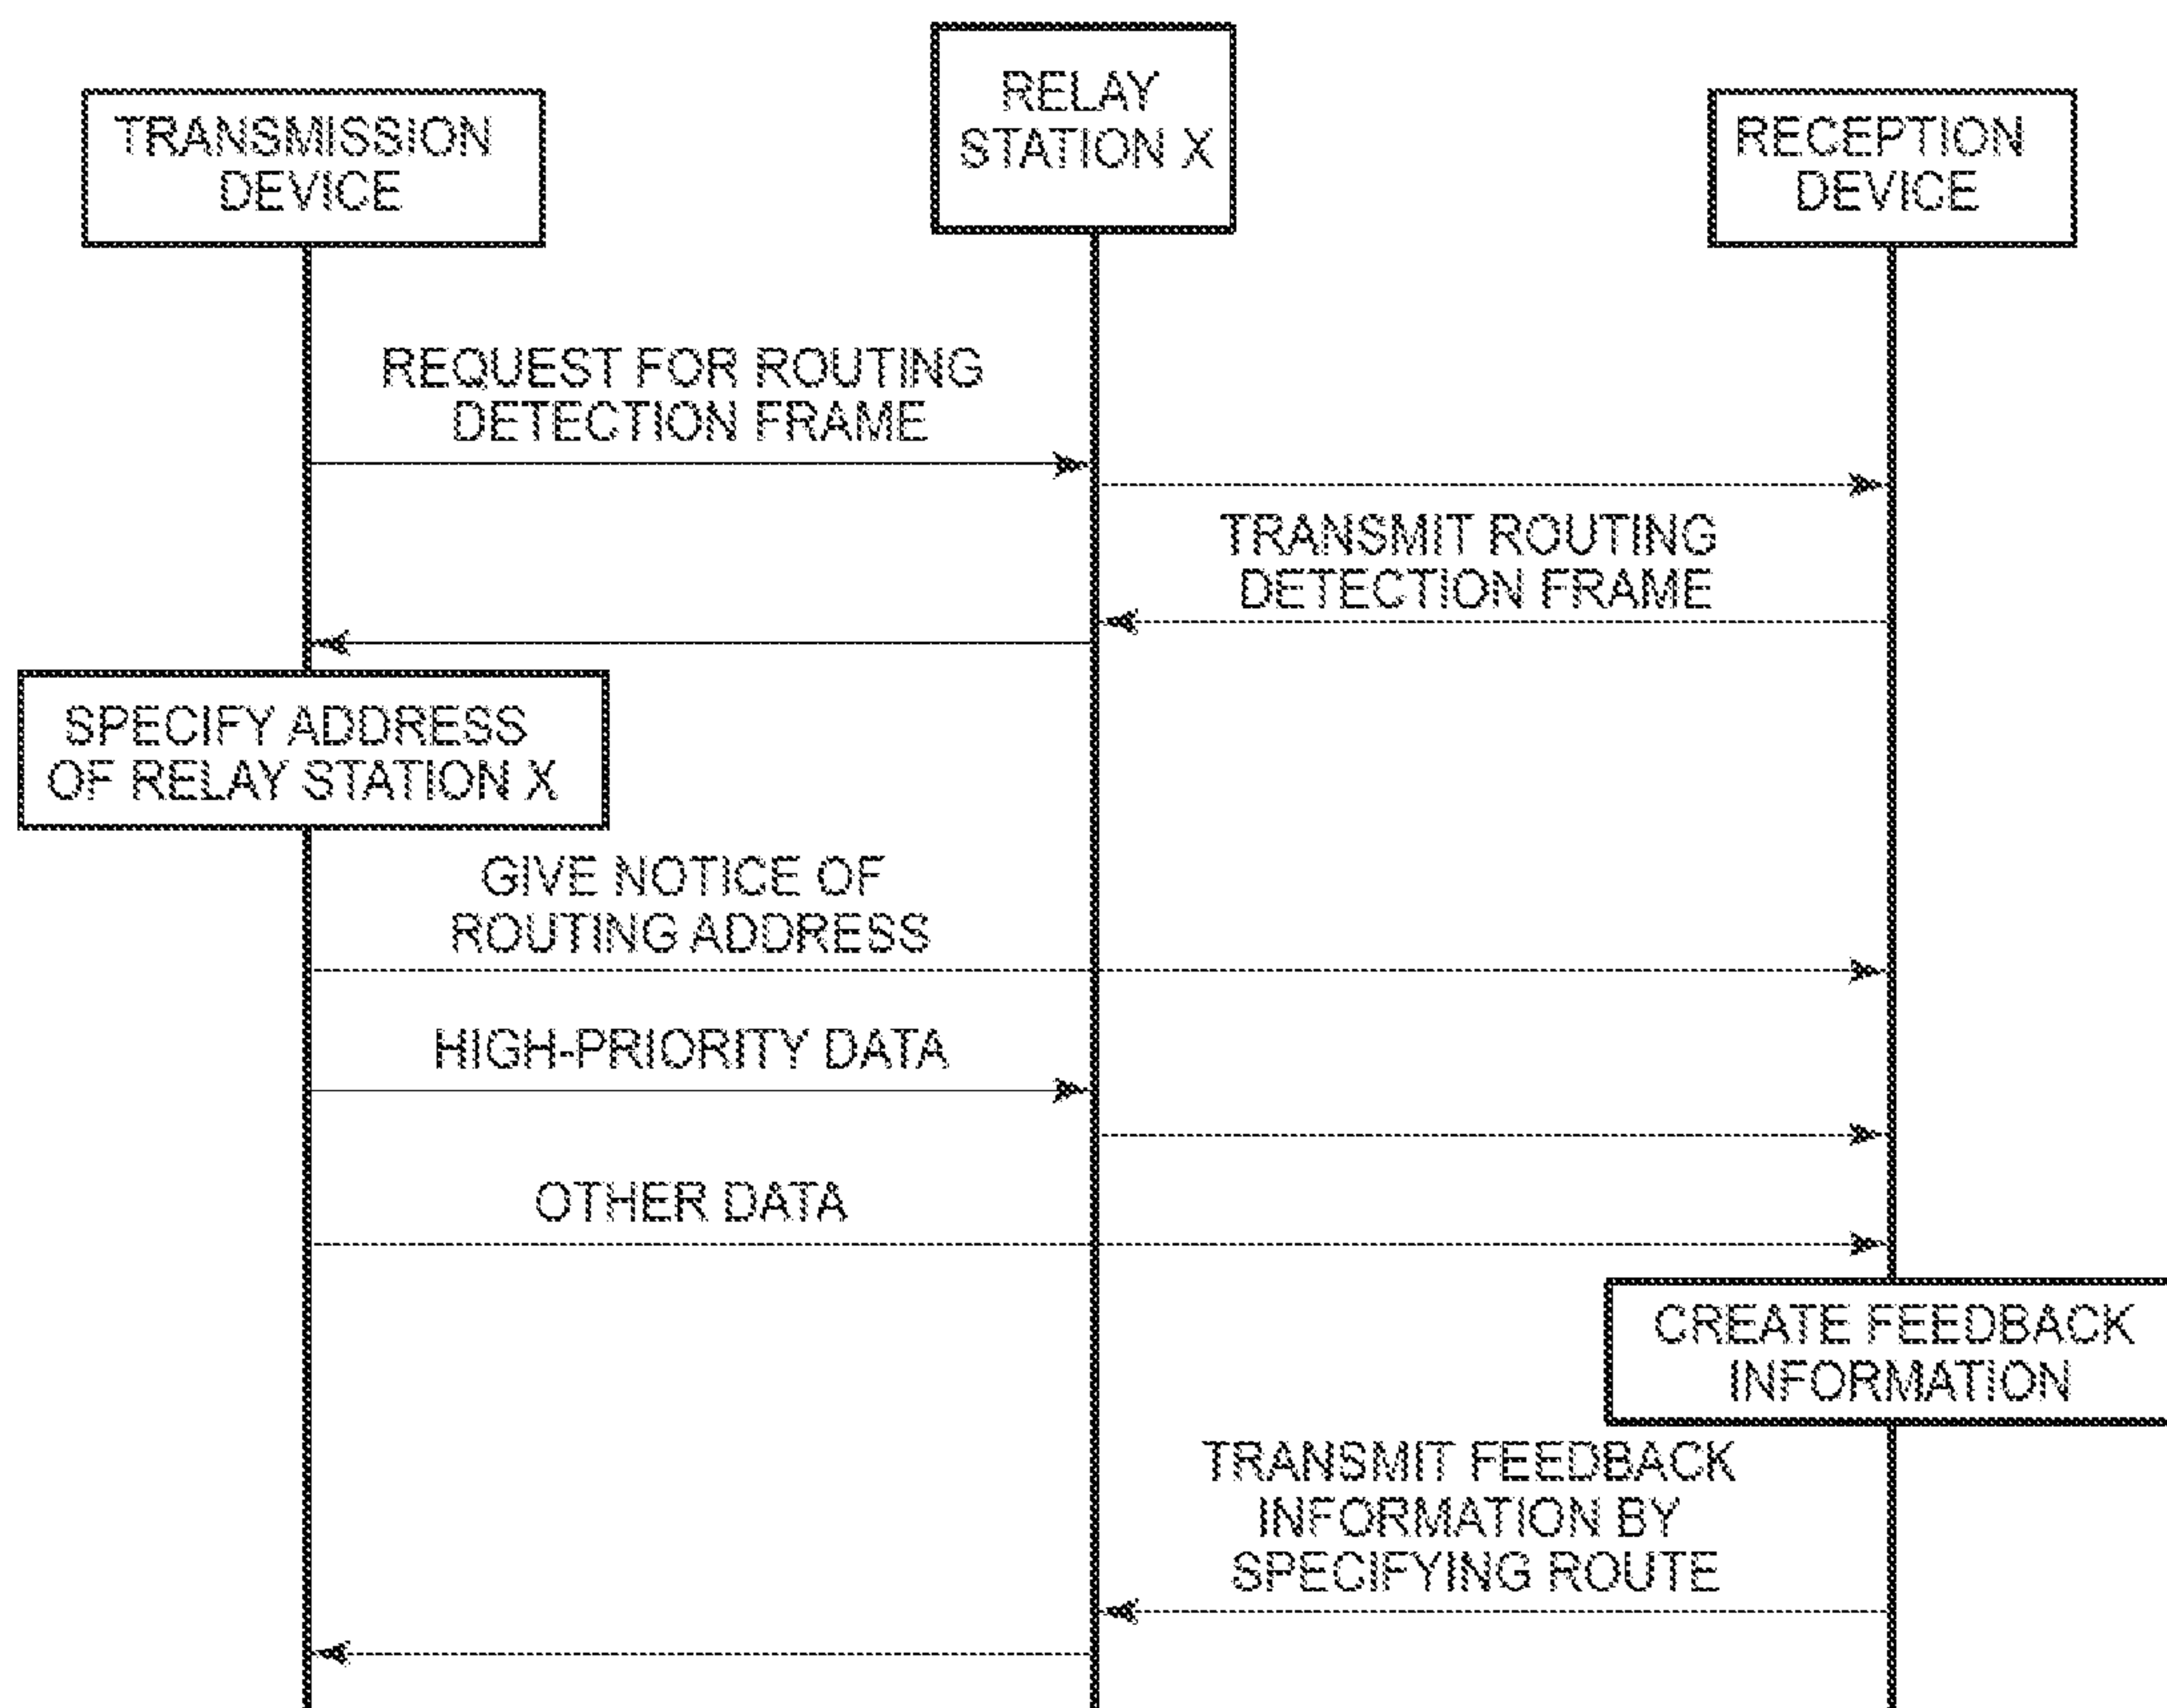 TRANSMISSION
DEVICE
RELAY
STATION X
RECEPTION
DEVICE
REQUEST FOR ROUTING
DETECTION FRAME
TRANSMIT ROUTING
DETECTION FRAME
SPECIFY ADDRESS
OF RELAY STATION X
GIVE NOTICE OF
ROUTING ADDRESS
HIGH-PRIORITY DATA
OTHER DATA
CREATE FEEDBACK
INFORMATION
TRANSMIT FEEDBACK
INFORMATION BY
SPECIFYING ROUTE